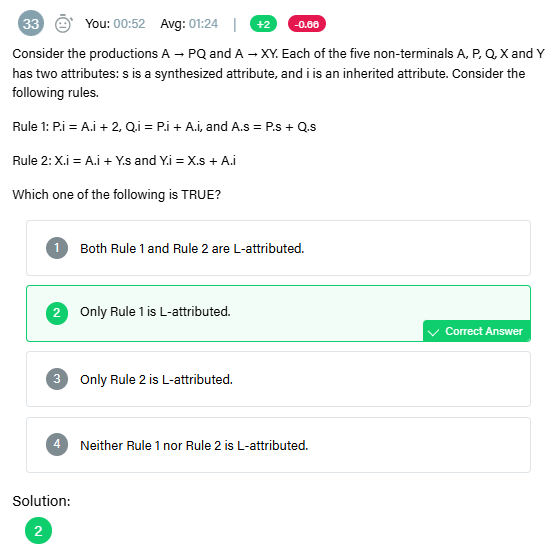 33 You: 00:52 Avg: 01:24 | +2 -0.66
Consider the productions A → PQ and A → XY. Each of the five non-terminals A, P, Q, X and Y
has two attributes: s is a synthesized attribute, and i is an inherited attribute. Consider the
following rules.
Rule 1: P.i = A.i + 2, Q.i = P.i + A.i, and A.s = P.s + Q.s
Rule 2: X.i = A.i + Y.s and Y.i = X.s + A.i
Which one of the following is TRUE?
1 Both Rule 1 and Rule 2 are L-attributed.
2 Only Rule 1 is L-attributed.
Correct Answer
3 Only Rule 2 is L-attributed.
4 Neither Rule 1 nor Rule 2 is L-attributed.
Solution:
2